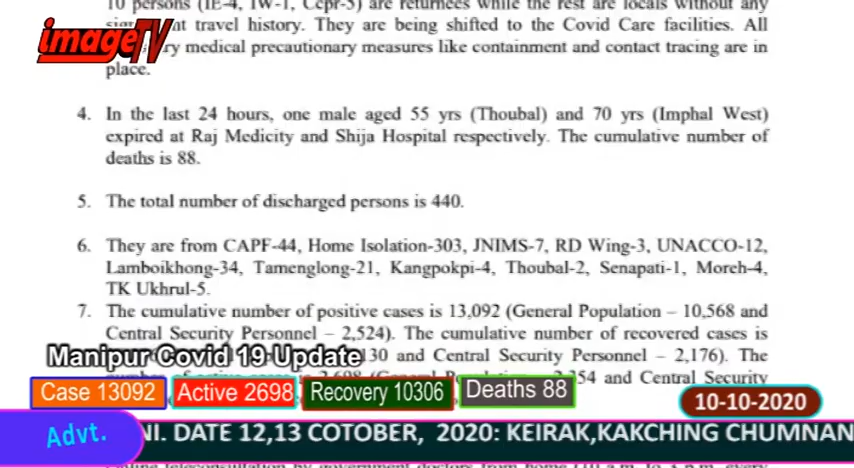 10 persons (IE-4, IW-1, Ccpr-5) are returnees while the rest are locals without any
nt travel history. They are being shifted to the Covid Care facilities. All
ry medical precautionary measures like containment and contact tracing are in
place.
imageTV
4. In the last 24 hours, one male aged 55 yrs (Thoubal) and 70 yrs (Imphal West)
expired at Raj Medicity and Shija Hospital respectively. The cumulative number of
deaths is 88.
5. The total number of discharged persons is 440.
6. They are from CAPF-44, Home Isolation-303, JNIMS-7, RD Wing-3, UNACCO-12,
Lamboikhong-34, Tamenglong-21, Kangpokpi-4, Thoubal-2, Senapati-1, Moreh-4,
TK Ukhrul-5.
7. The cumulative number of positive cases is 13,092 (General Population – 10,568 and
Central Security Personnel – 2,524). The cumulative number of recovered cases is
130 and Central Security Personnel – 2,176). The
Manipur Covid 19 Update
354 and Central Security
Case 13092 Active 2698 Recovery 10306 Deaths 88
10-10-2020
Advt. NI. DATE 12,13 COTOBER, 2020: KEIRAK,KAKCHING CHUMNAN